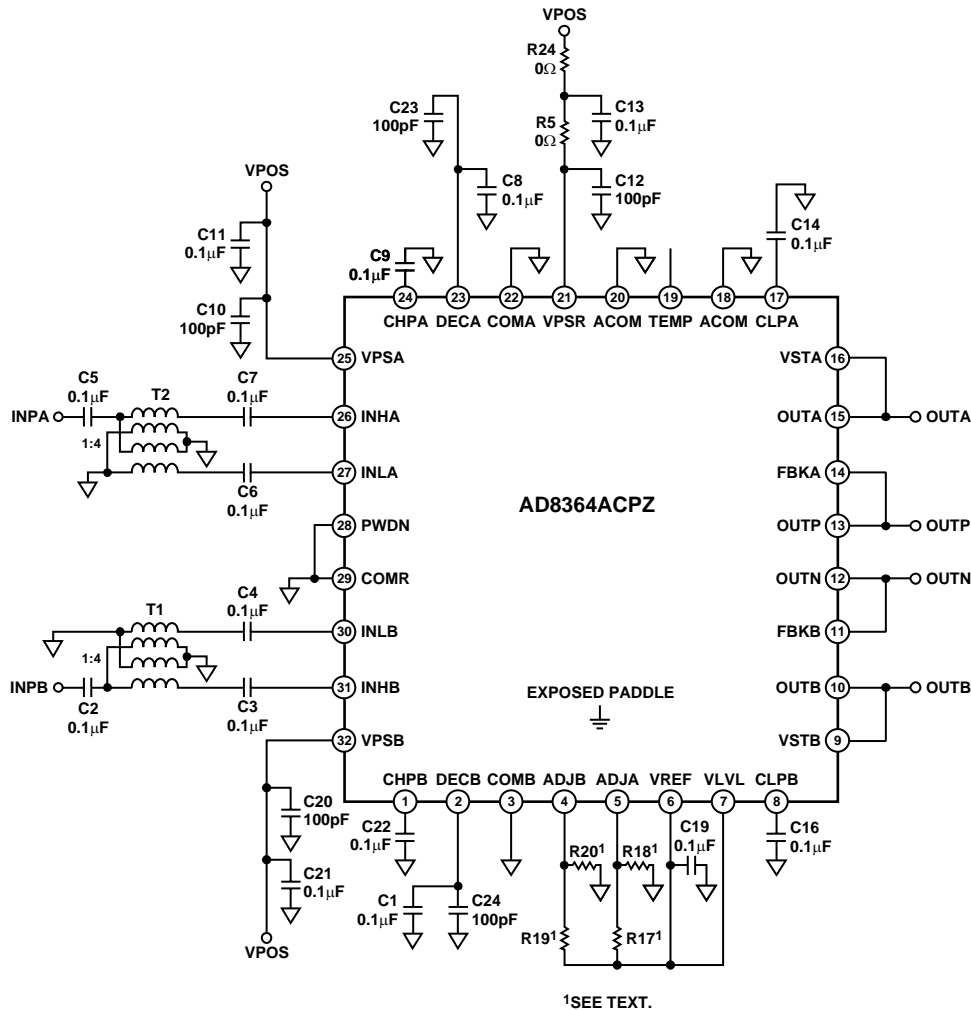 VPOS
R24
0Ω
C23
100pF
C13
0.1μF
R5
0Ω
VPOS
C8
0.1μF
C12
100pF
C11
0.1μF
C9
0.1μF
C14
0.1μF
C10
100pF
24 23 22 21 20 19 18 17
CHPA DECA COMA VPSR ACOM TEMP ACOM CLPA
25 VPSA
VSTA 16
C5
0.1μF
T2
C7
0.1μF
INPA
26 INHA
OUTA 15
OUTA
1:4
27 INLA
FBKA 14
C6
0.1μF
AD8364ACPZ
28 PWDN
OUTP 13
OUTP
29 COMR
OUTN 12
OUTN
C4
0.1μF
T1
30 INLB
FBKB 11
1:4
INPB
31 INHB
OUTB 10
OUTB
C2
0.1μF
C3
0.1μF
EXPOSED PADDLE
32 VPSB
VSTB 9
CHPB DECB COMB ADJB ADJA VREF VLVL CLPB
1 2 3 4 5 6 7 8
C20
100pF
C22
0.1μF
C19
0.1μF
C16
0.1μF
R20¹
R18¹
C21
0.1μF
C1
0.1μF
C24
100pF
R19¹
R17¹
VPOS
¹SEE TEXT.